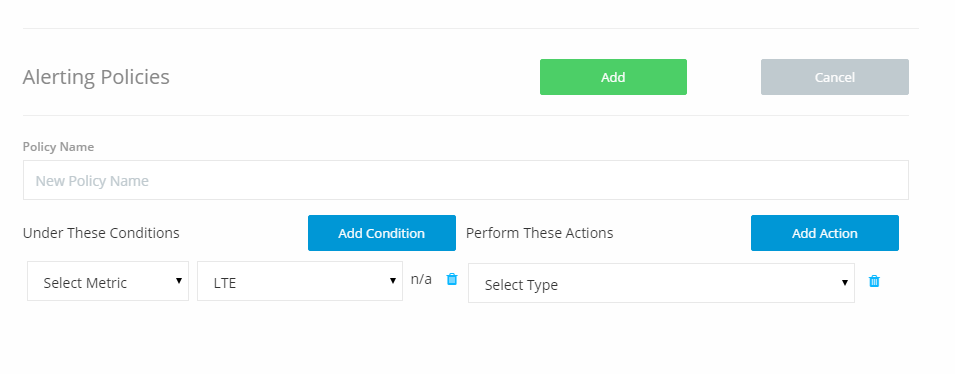 Alerting Policies Add Cancel
Policy Name
New Policy Name
Under These Conditions Add Condition Perform These Actions Add Action
Select Metric LTE n/a Select Type